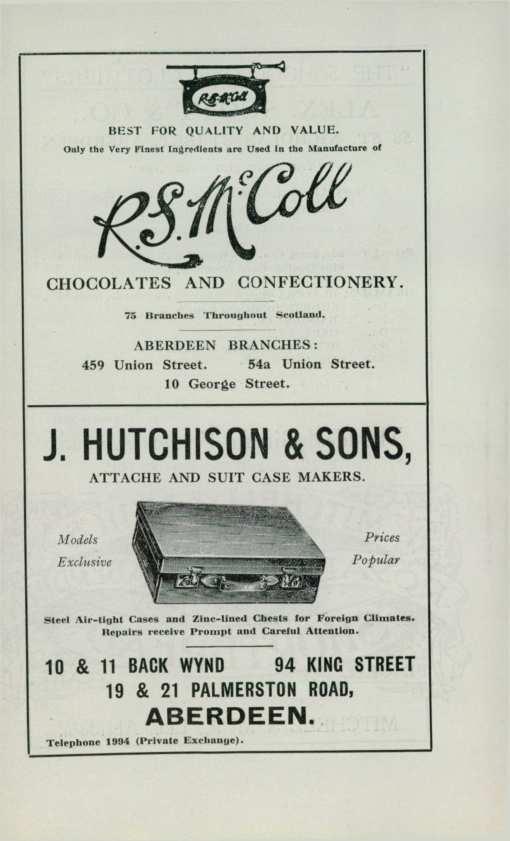 R.S.McColl
BEST FOR QUALITY AND VALUE.
Only the Very Finest Ingredients are Used in the Manufacture of
R.S. McColl
CHOCOLATES AND CONFECTIONERY.
75 Branches Throughout Scotland.
ABERDEEN BRANCHES:
459 Union Street. 54a Union Street.
10 George Street.
J. HUTCHISON & SONS,
ATTACHE AND SUIT CASE MAKERS.
Models Prices
Exclusive Popular
Steel Air-tight Cases and Zinc-lined Chests for Foreign Climates.
Repairs receive Prompt and Careful Attention.
10 & 11 BACK WYND 94 KING STREET
19 & 21 PALMERSTON ROAD,
ABERDEEN.
Telephone 1994 (Private Exchange).